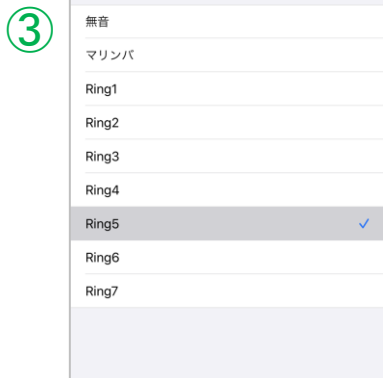 ③
無音
マリンバ
Ring1
Ring2
Ring3
Ring4
Ring5
Ring6
Ring7